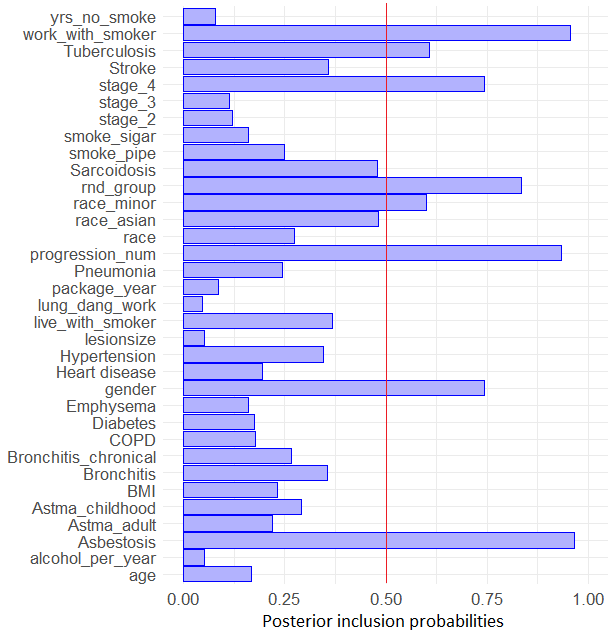 yrs_no_smoke
work_with_smoker
Tuberculosis
Stroke
stage_4
stage_3
stage_2
smoke_sigar
smoke_pipe
Sarcoidosis
rnd_group
race_minor
race_asian
race
progression_num
Pneumonia
package_year
lung_dang_work
live_with_smoker
lesionsize
Hypertension
Heart disease
gender
Emphysema
Diabetes
COPD
Bronchitis_chronical
Bronchitis
BMI
Astma_childhood
Astma_adult
Asbestosis
alcohol_per_year
age
0.00 0.25 0.50 0.75 1.00
Posterior inclusion probabilities